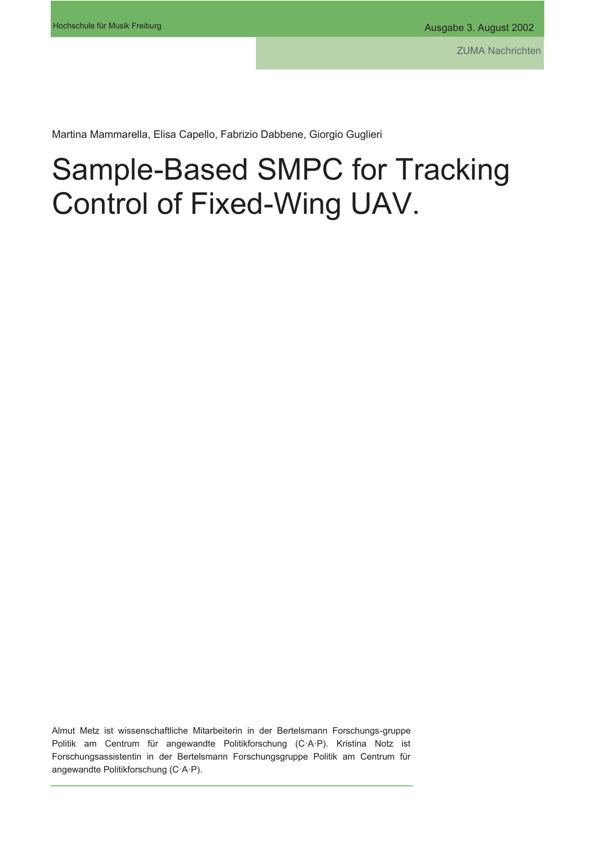 Hochschule für Musik Freiburg
Ausgabe 3. August 2002
ZUMA Nachrichten
Martina Mammarella, Elisa Capello, Fabrizio Dabbene, Giorgio Guglieri
Sample-Based SMPC for Tracking
Control of Fixed-Wing UAV.
Almut Metz ist wissenschaftliche Mitarbeiterin in der Bertelsmann Forschungs-gruppe
Politik am Centrum für angewandte Politikforschung (C·A·P). Kristina Notz ist
Forschungsassistentin in der Bertelsmann Forschungsgruppe Politik am Centrum für
angewandte Politikforschung (C·A·P).